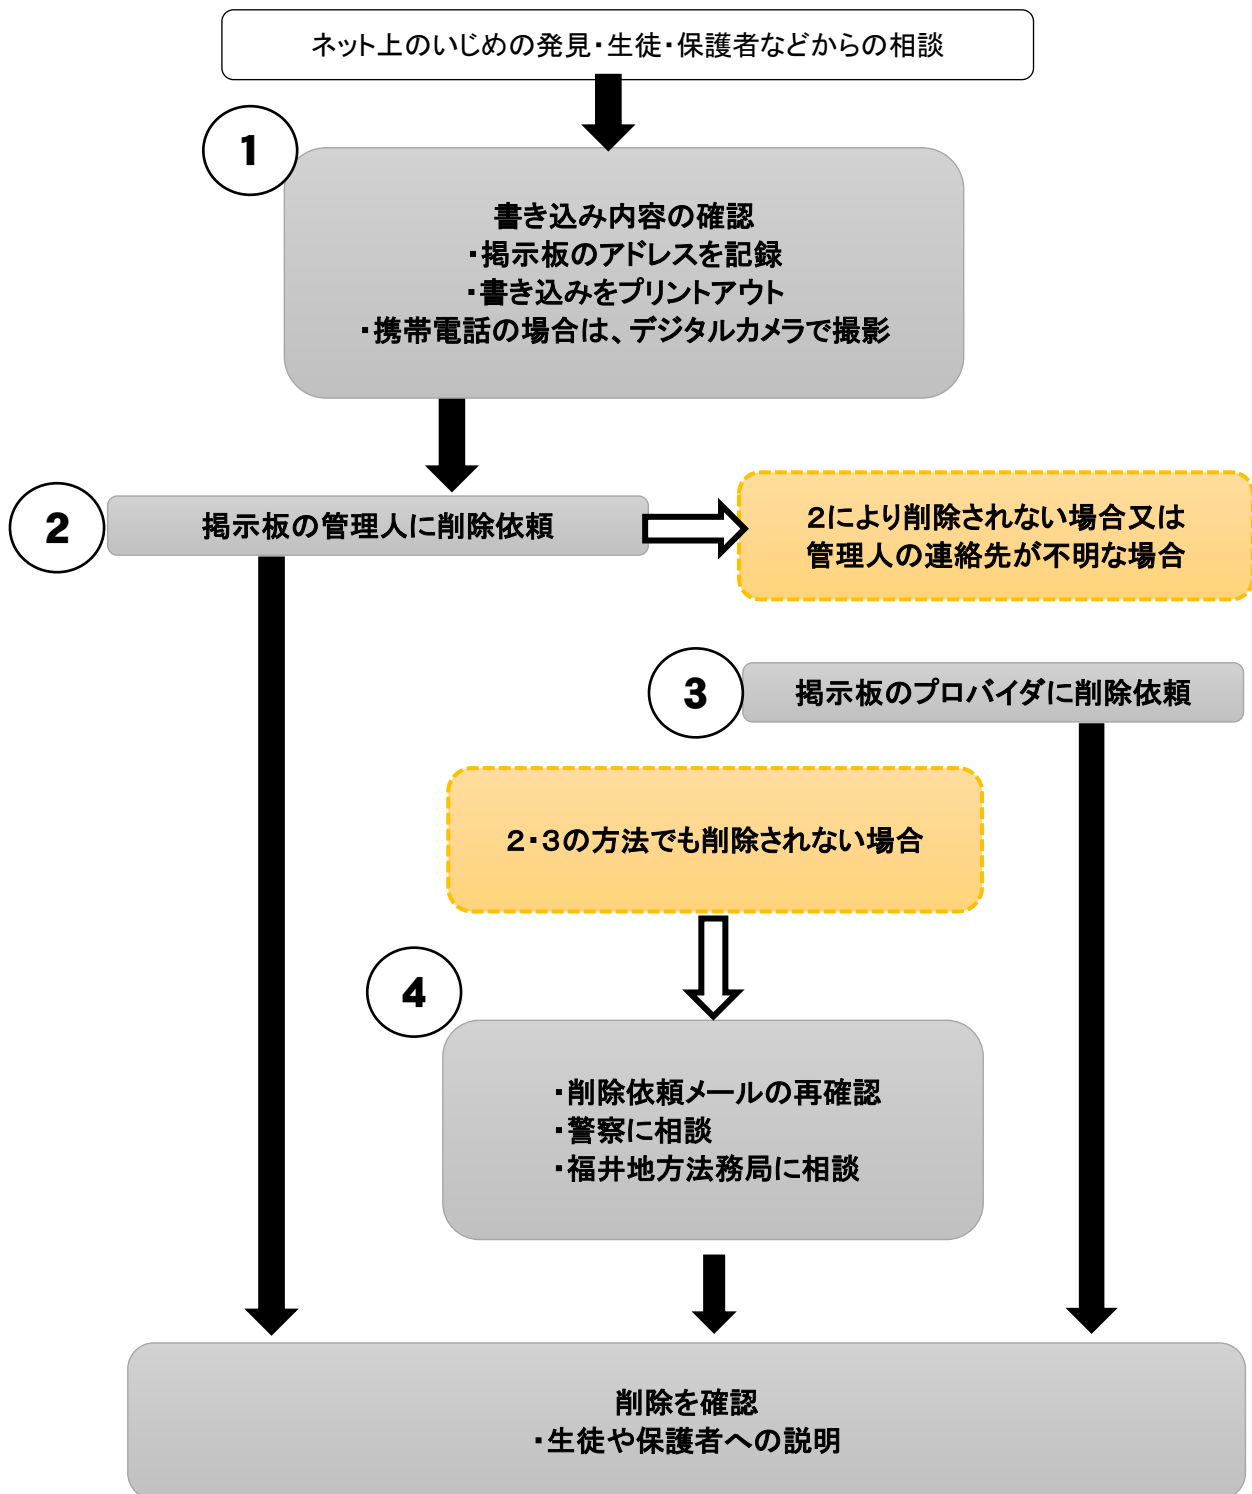 ネット上のいじめの発見・生徒・保護者などからの相談
1
書き込み内容の確認
・掲示板のアドレスを記録
・書き込みをプリントアウト
・携帯電話の場合は、デジタルカメラで撮影
2
掲示板の管理人に削除依頼
２により削除されない場合又は
管理人の連絡先が不明な場合
3
掲示板のプロバイダに削除依頼
２・３の方法でも削除されない場合
4
・削除依頼メールの再確認
・警察に相談
・福井地方法務局に相談
削除を確認
・生徒や保護者への説明